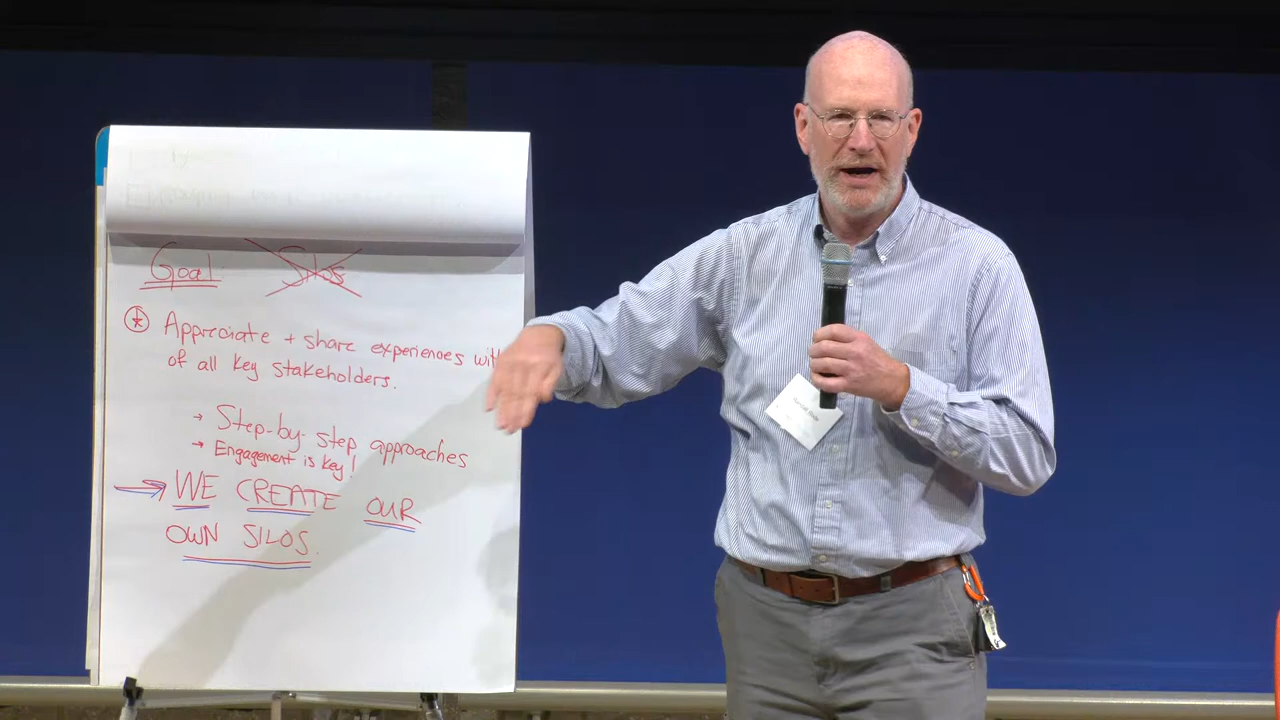 Goal Silos
Appreciate + share experiences with
of all key stakeholders.
→ Step-by-step approaches
→ Engagement is key!
→ WE CREATE OUR
OWN SILOS.